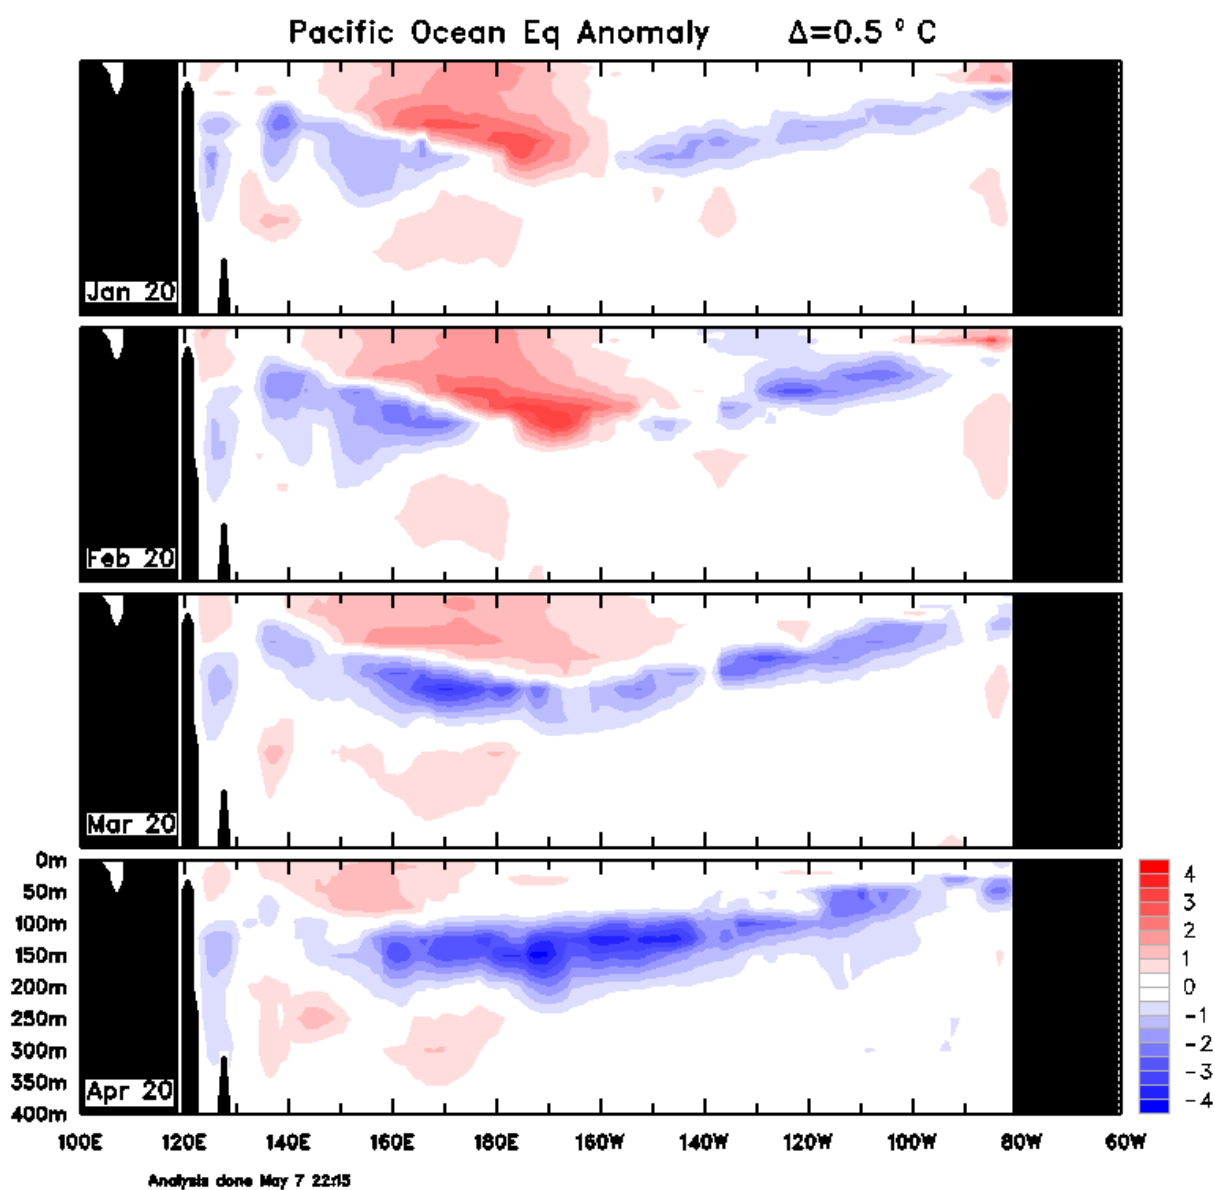 Pacific Ocean Eq Anomaly Δ=0.5 ° C
Jan 20
Feb 20
Mar 20
0m
50m
100m
150m
200m
250m
300m
350m
400m
Apr 20
4
3
2
1
0
-1
-2
-3
-4
100E 120E 140E 160E 180E 160W 140W 120W 100W 80W 60W
Analysis done May 7 22:15